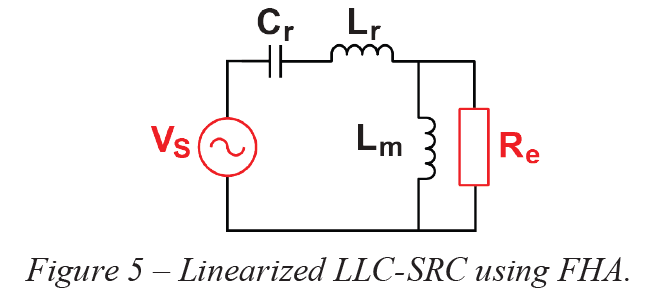 Cr Lr
Vs Lm Re
Figure 5 – Linearized LLC-SRC using FHA.